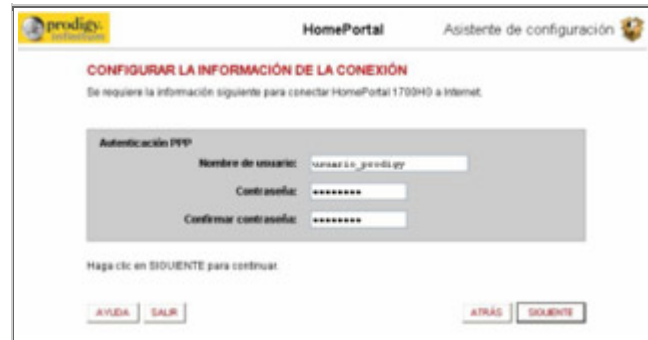 prodigy.
infinitum
HomePortal
Asistente de configuración
CONFIGURAR LA INFORMACIÓN DE LA CONEXIÓN
Se requiere la información siguiente para conectar HomePortal 1700HG a Internet.
Autenticación PPP
Nombre de usuario: usuario_prodigy
Contraseña: ••••••••
Confirmar contraseña: ••••••••
Haga clic en SIGUIENTE para continuar.
AYUDA SALIR ATRÁS SIGUIENTE